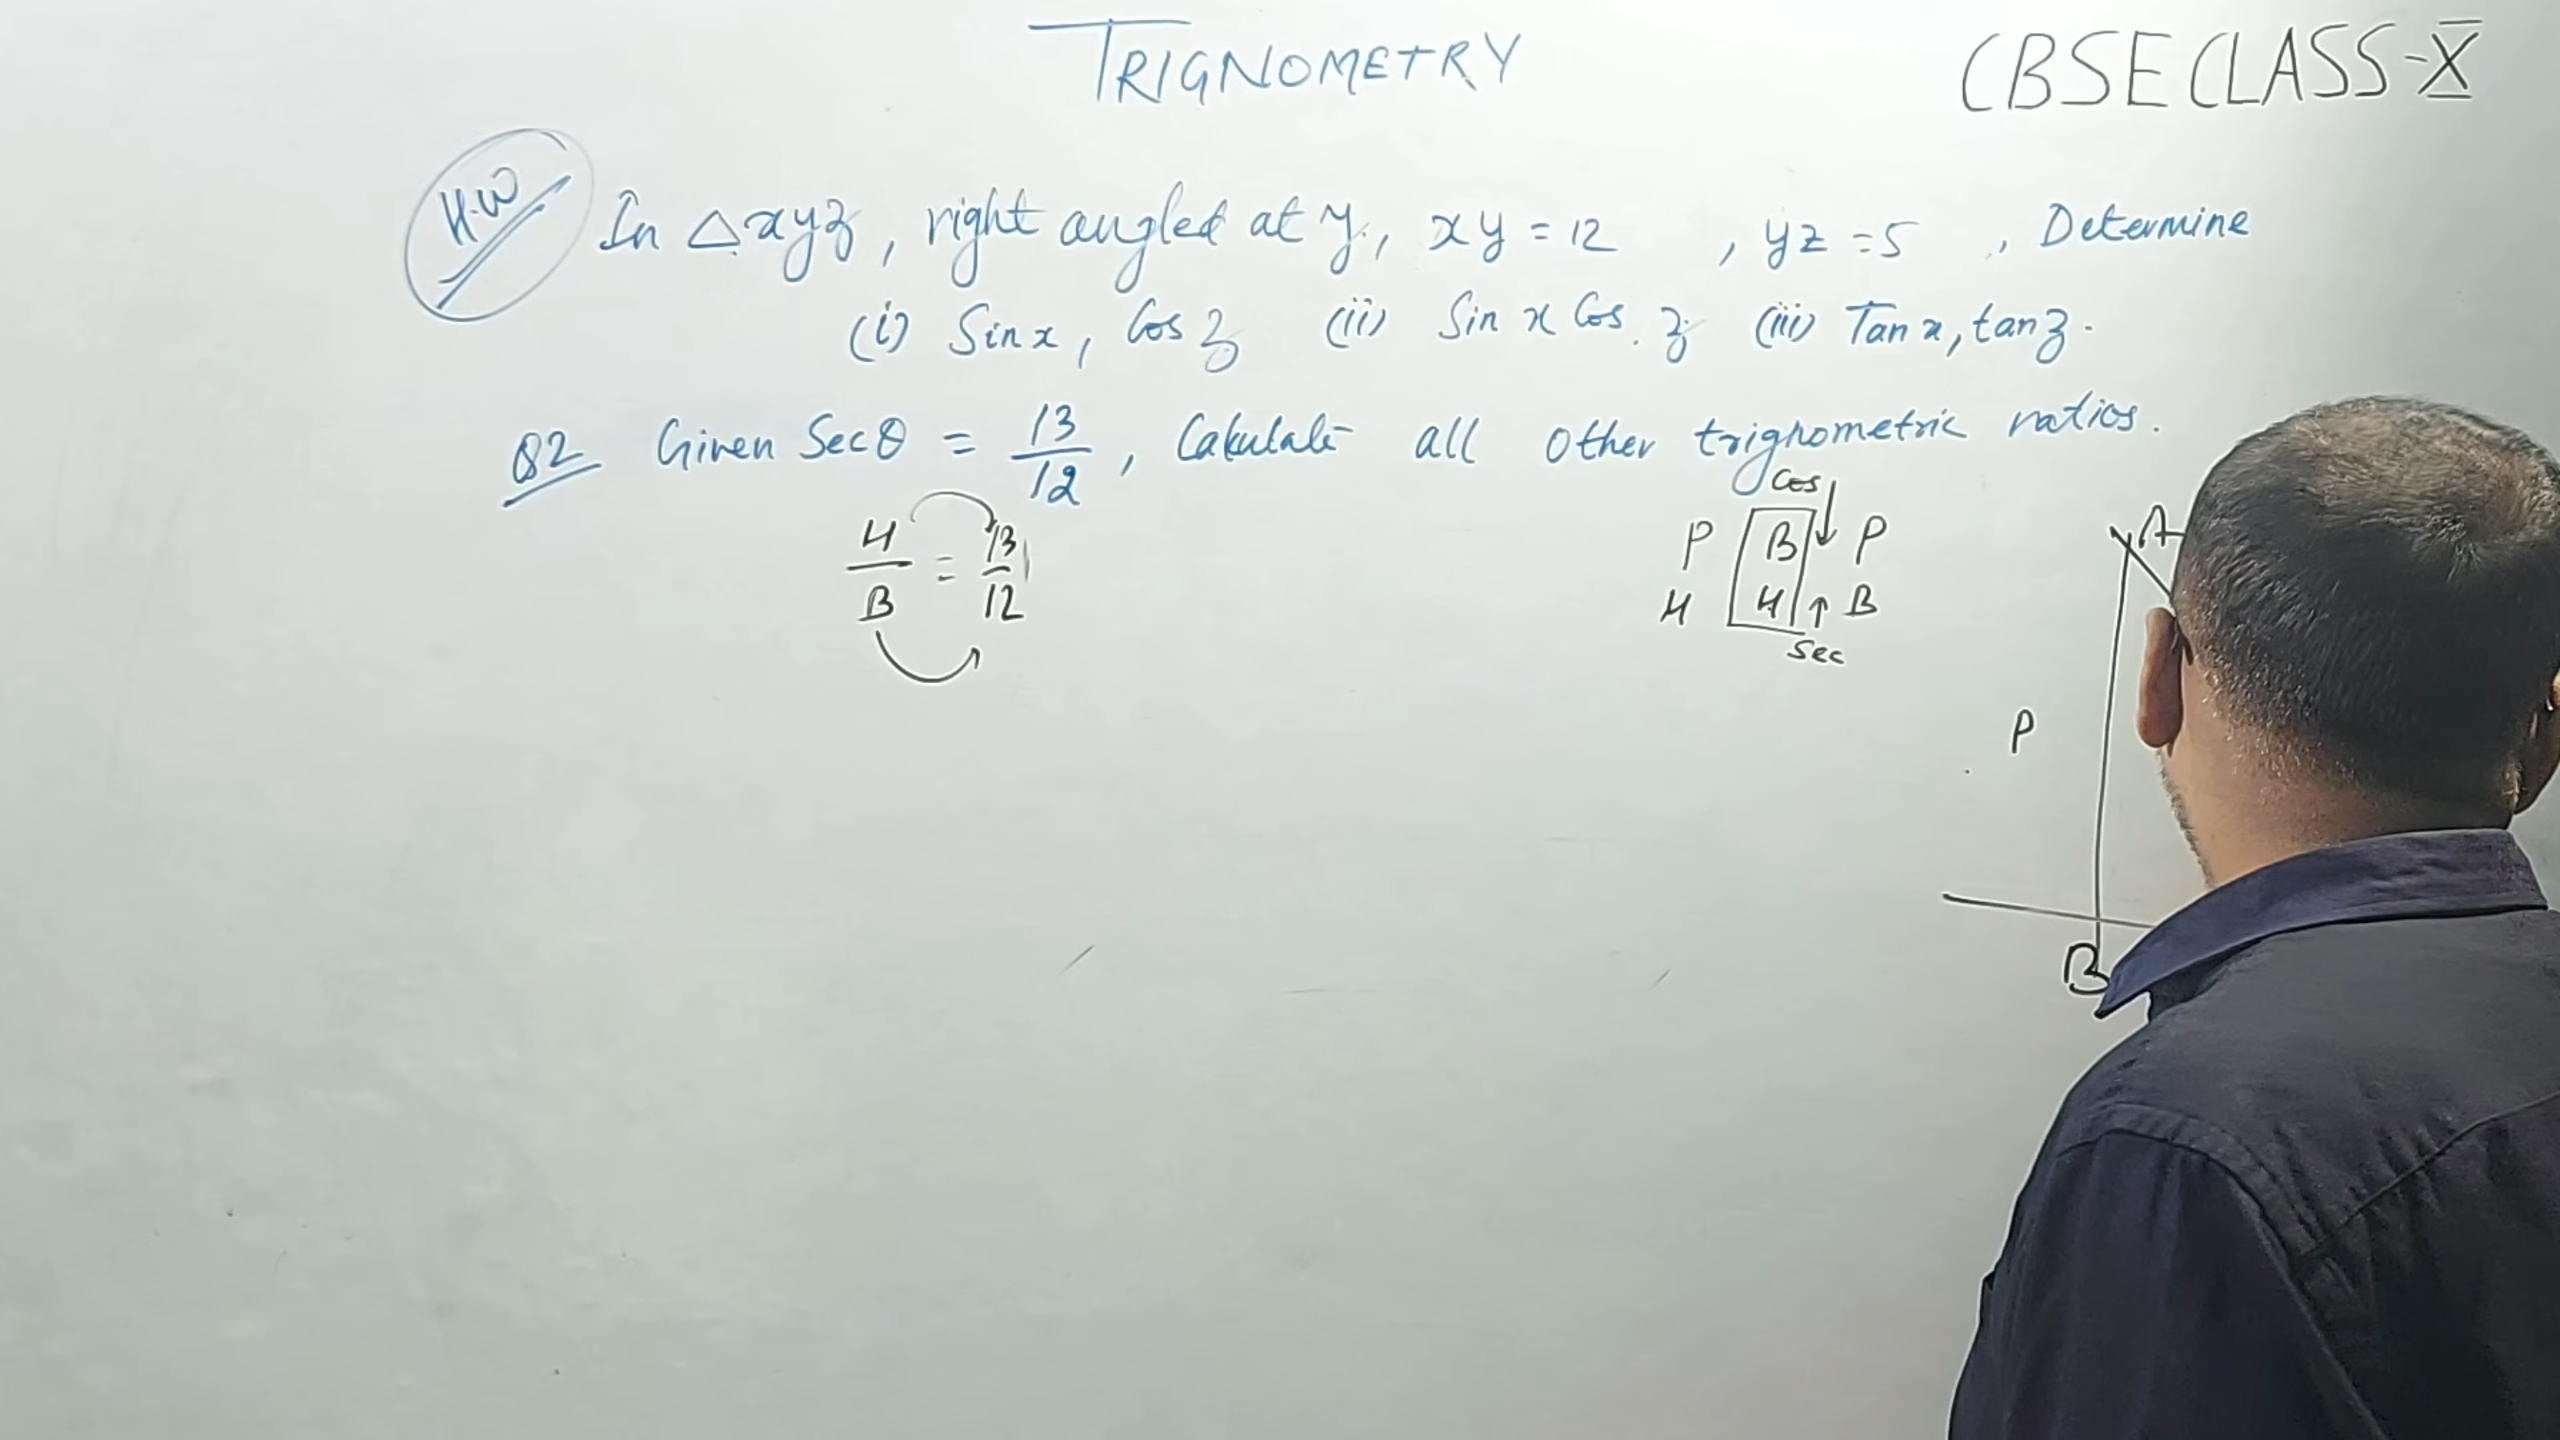 TRIGNOMETRY
CBSE CLASS-X
H.W
In △xyz, right angled at y, xy = 12 , yz = 5 , Determine
(i) Sin x, Cos z (ii) Sin x Cos. z (iii) Tan x, tan z.
Q2 Given Secθ = 13/12, Calculate all other trignometric ratios.
H/B = 13/12
Cos
P B P
H H B
Sec
A
P
B